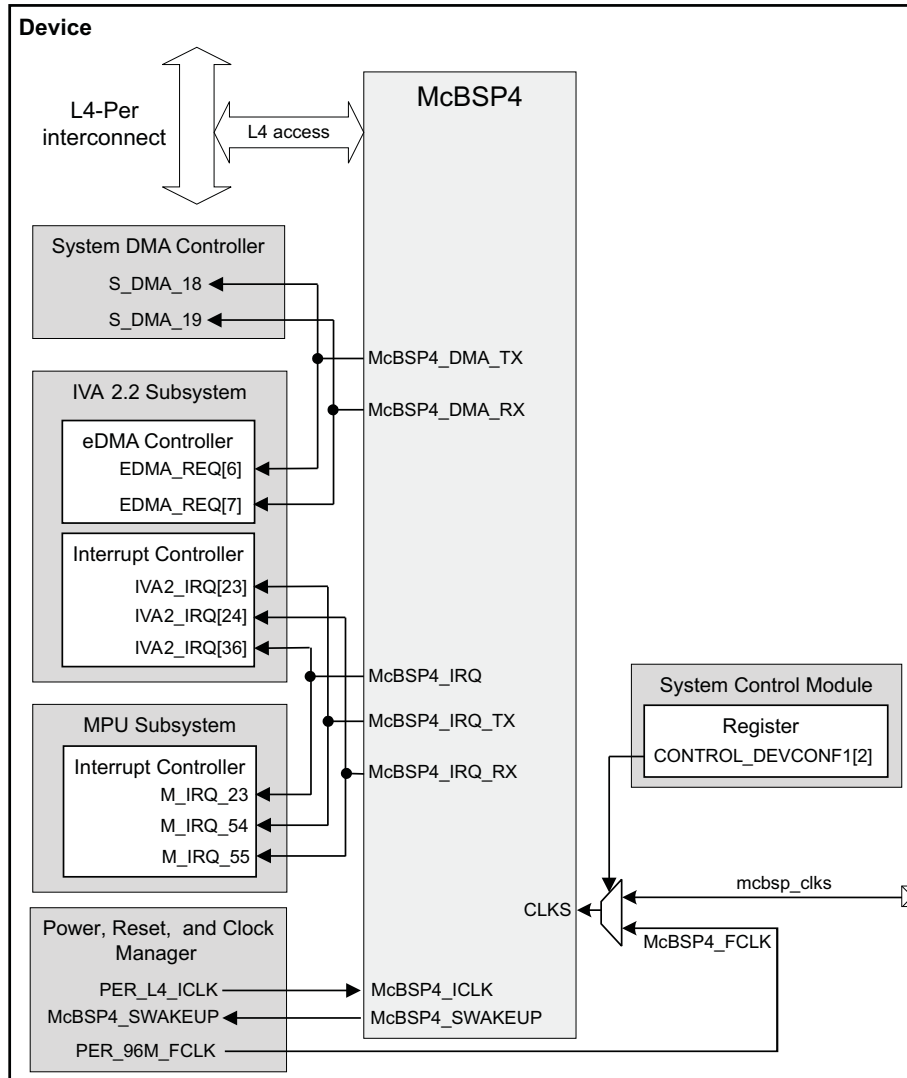 Device
L4-Per
interconnect
L4 access
McBSP4
System DMA Controller
S_DMA_18
S_DMA_19
McBSP4_DMA_TX
McBSP4_DMA_RX
IVA 2.2 Subsystem
eDMA Controller
EDMA_REQ[6]
EDMA_REQ[7]
Interrupt Controller
IVA2_IRQ[23]
IVA2_IRQ[24]
IVA2_IRQ[36]
McBSP4_IRQ
McBSP4_IRQ_TX
McBSP4_IRQ_RX
MPU Subsystem
Interrupt Controller
M_IRQ_23
M_IRQ_54
M_IRQ_55
System Control Module
Register
CONTROL_DEVCONF1[2]
mcbsp_clks
CLKS
McBSP4_FCLK
Power, Reset, and Clock
Manager
PER_L4_ICLK
McBSP4_SWAKEUP
PER_96M_FCLK
McBSP4_ICLK
McBSP4_SWAKEUP